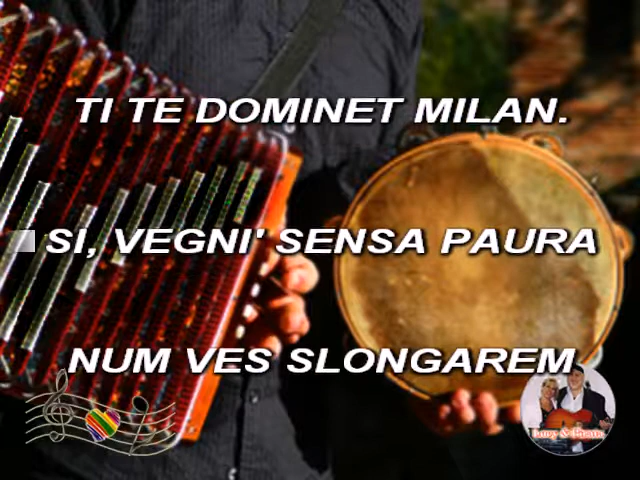 TI TE DOMINET MILAN.
SI, VEGNI' SENSA PAURA
NUM VES SLONGAREM